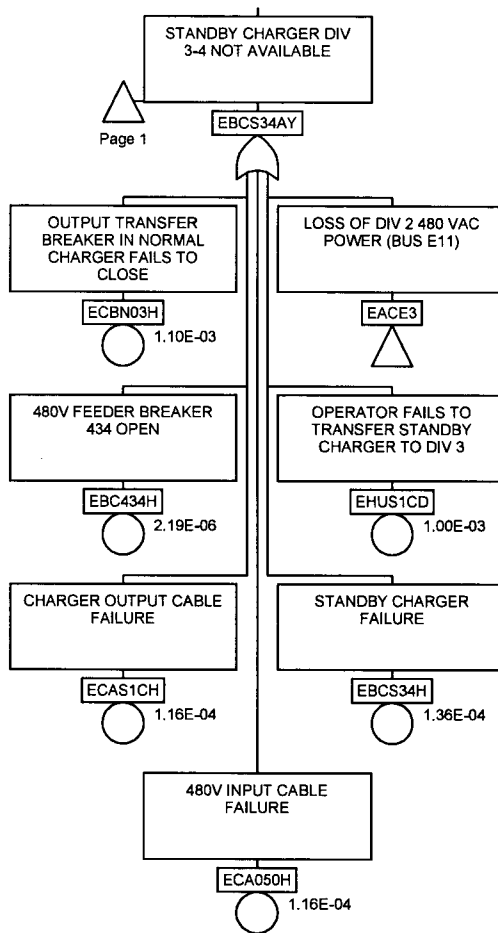 STANDBY CHARGER DIV
3-4 NOT AVAILABLE
Page 1
EBCS34AY
OUTPUT TRANSFER
BREAKER IN NORMAL
CHARGER FAILS TO
CLOSE
ECBN03H
1.10E-03
LOSS OF DIV 2 480 VAC
POWER (BUS E11)
EACE3
480V FEEDER BREAKER
434 OPEN
EBC434H
2.19E-06
OPERATOR FAILS TO
TRANSFER STANDBY
CHARGER TO DIV 3
EHUS1CD
1.00E-03
CHARGER OUTPUT CABLE
FAILURE
ECAS1CH
1.16E-04
STANDBY CHARGER
FAILURE
EBCS34H
1.36E-04
480V INPUT CABLE
FAILURE
ECA050H
1.16E-04